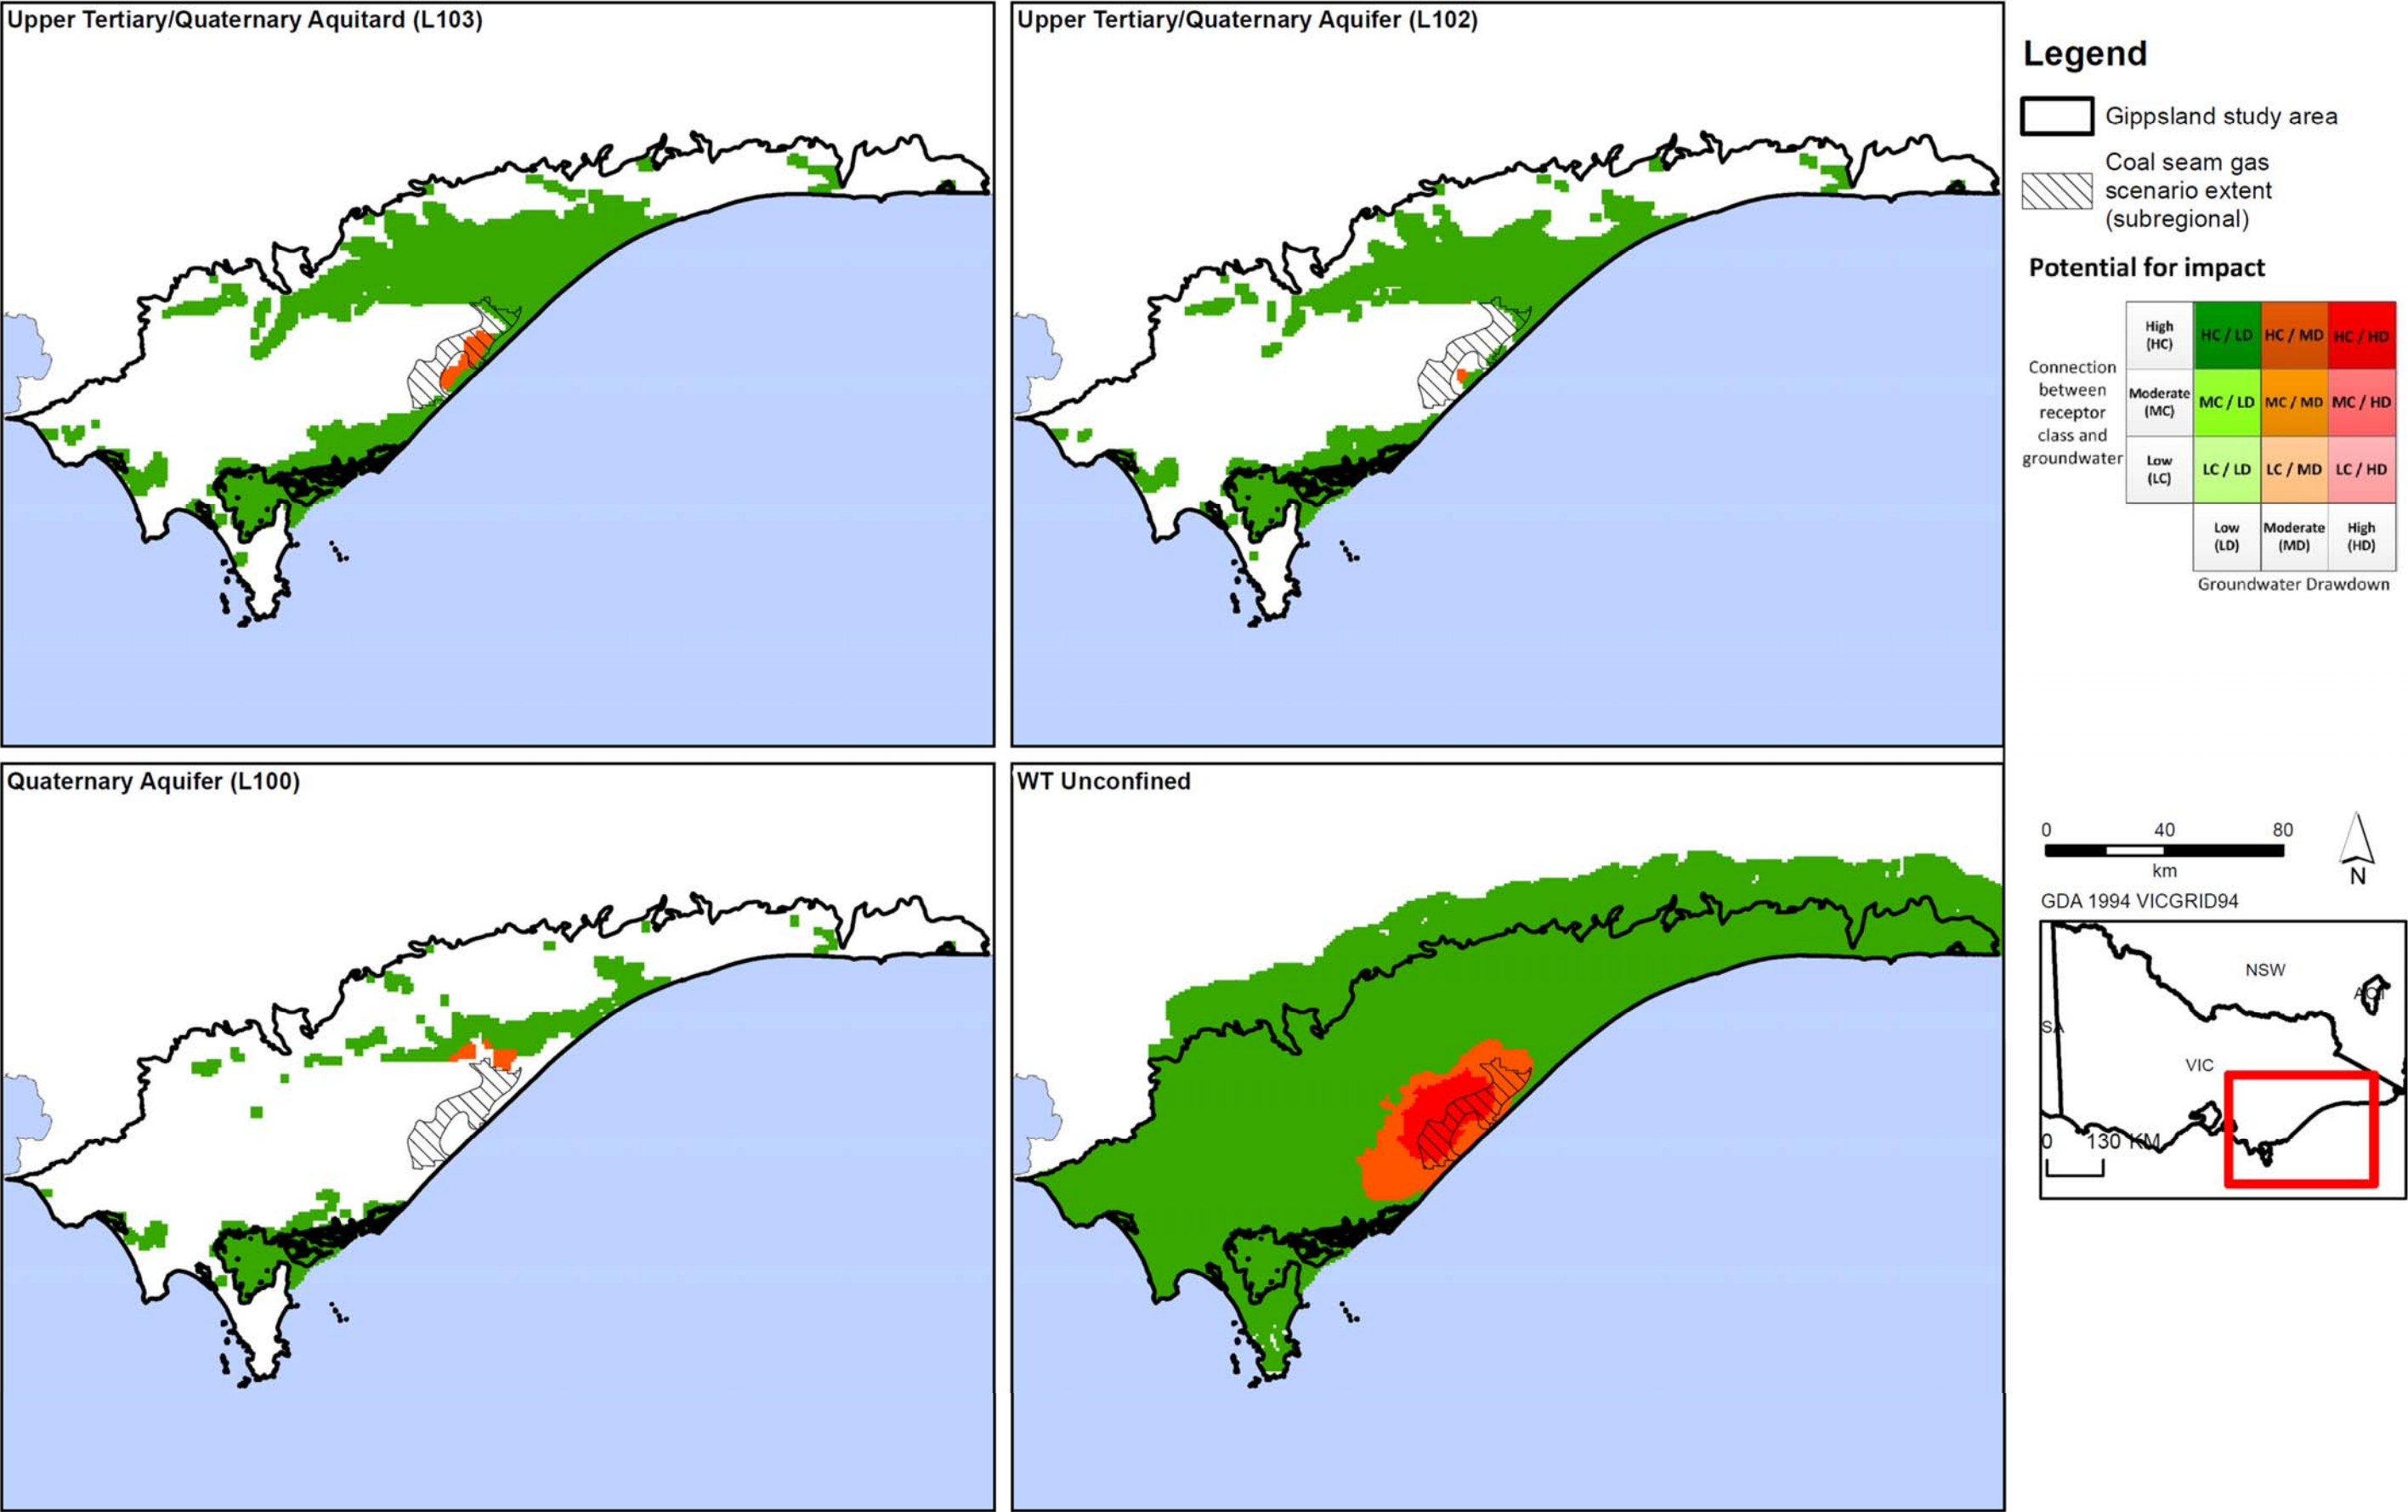 Upper Tertiary/Quaternary Aquitard (L103)
Upper Tertiary/Quaternary Aquifer (L102)
Quaternary Aquifer (L100)
WT Unconfined
Legend
Gippsland study area
Coal seam gas
scenario extent
(subregional)
Potential for impact
Connection
between
receptor
class and
groundwater
High
(HC)
HC / LD
HC / MD
HC / HD
Moderate
(MC)
MC / LD
MC / MD
MC / HD
Low
(LC)
LC / LD
LC / MD
LC / HD
Low
(LD)
Moderate
(MD)
High
(HD)
Groundwater Drawdown
0 40 80
km
N
GDA 1994 VICGRID94
NSW
ACT
SA
VIC
0 130 KM